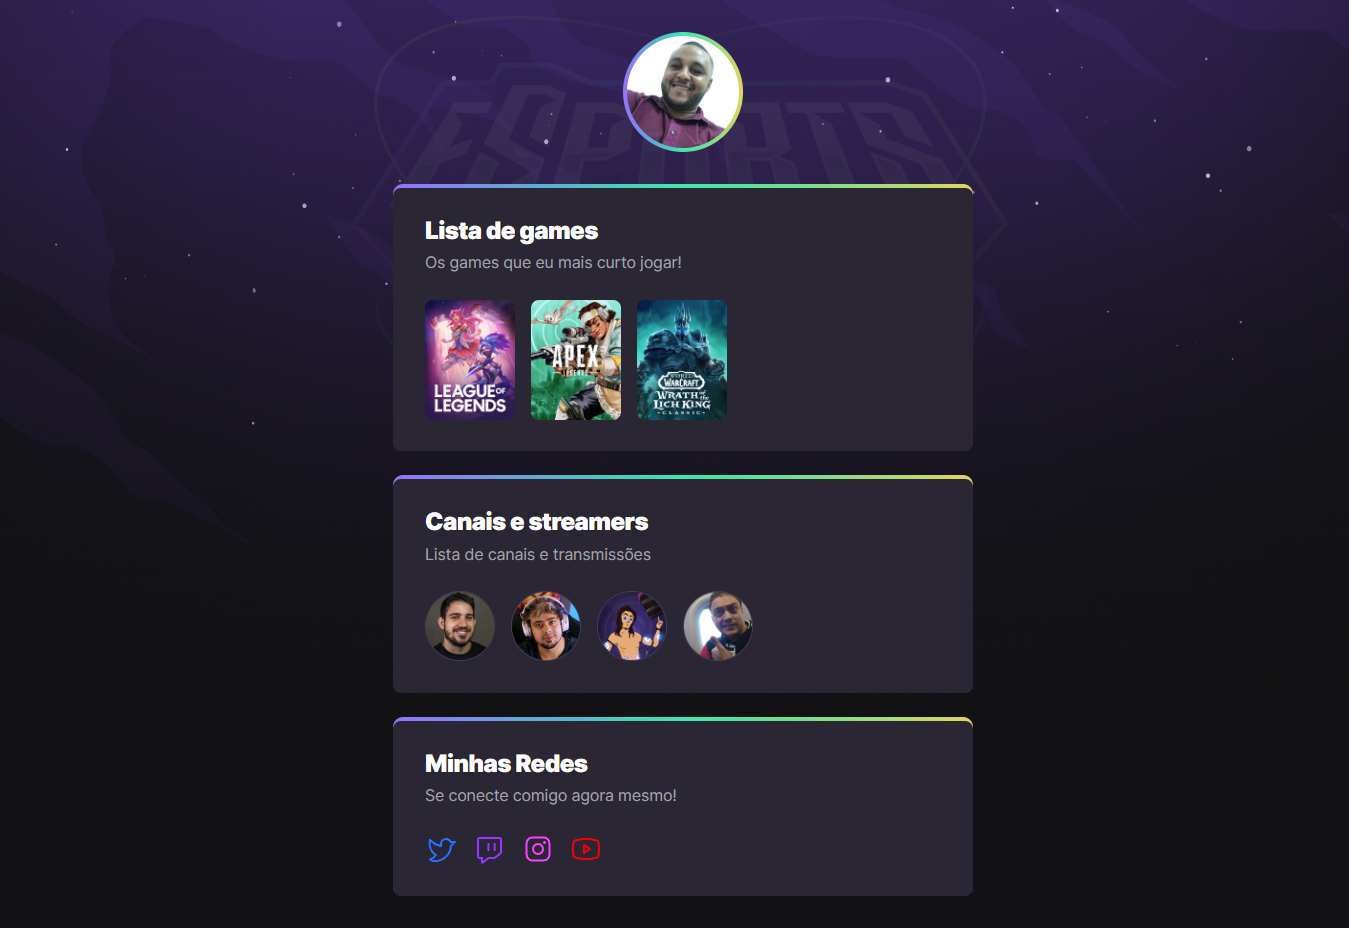 ESPORTS
Lista de games
Os games que eu mais curto jogar!
LEAGUE OF
LEGENDS
APEX
LEGENDS
WORLD OF
WARCRAFT
WRATH of the
LICH KING
CLASSIC
Canais e streamers
Lista de canais e transmissões
Minhas Redes
Se conecte comigo agora mesmo!